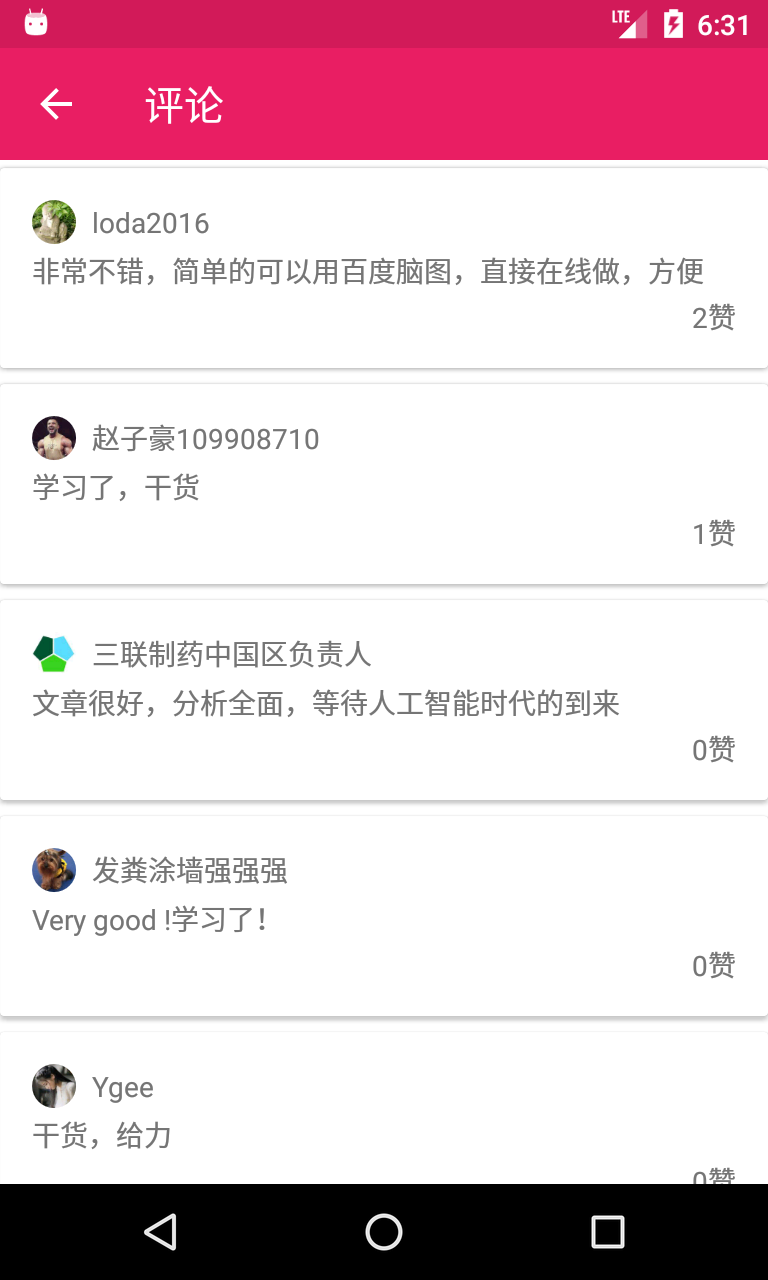 LTE 6:31
评论
loda2016
非常不错，简单的可以用百度脑图，直接在线做，方便
2赞
赵子豪109908710
学习了，干货
1赞
三联制药中国区负责人
文章很好，分析全面，等待人工智能时代的到来
0赞
发粪涂墙强强强
Very good !学习了！
0赞
Ygee
干货，给力
0赞